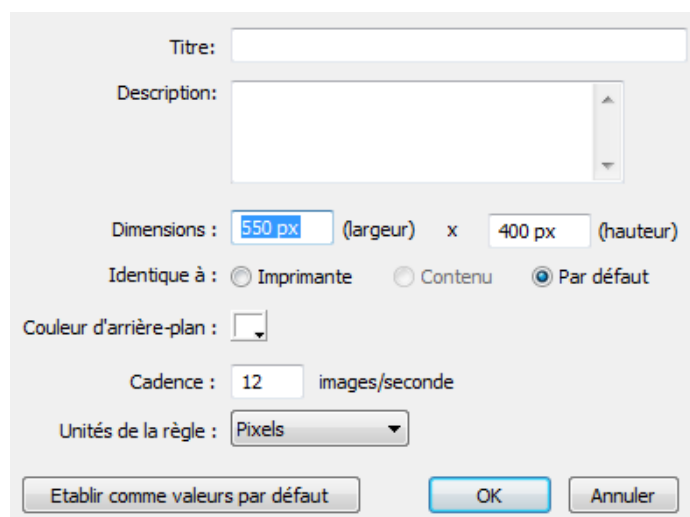 Titre:
Description:
Dimensions : 550 px (largeur) x 400 px (hauteur)
Identique à : Imprimante Contenu Par défaut
Couleur d'arrière-plan :
Cadence : 12 images/seconde
Unités de la règle : Pixels
Etablir comme valeurs par défaut OK Annuler